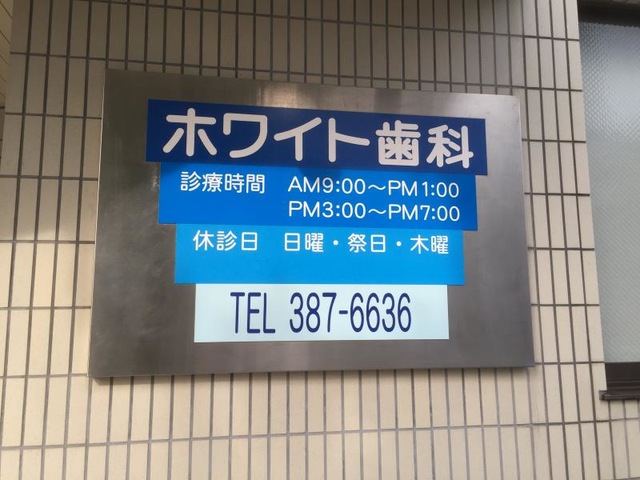 ホワイト歯科
診療時間 AM9:00〜PM1:00
PM3:00〜PM7:00
休診日 日曜・祭日・木曜
TEL 387-6636